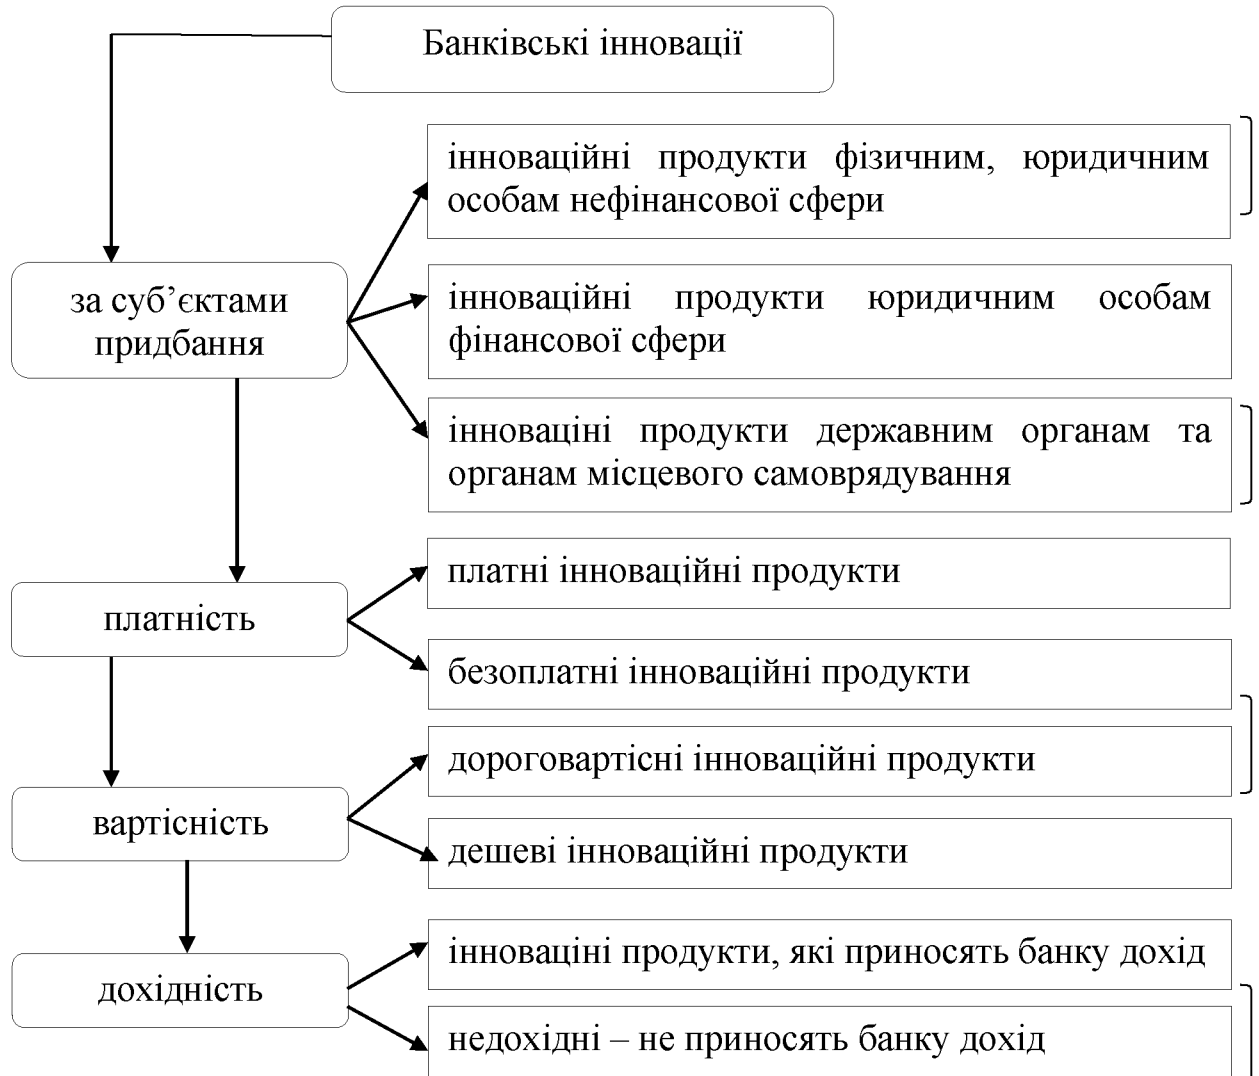 Банківські інновації
інноваційні продукти фізичним, юридичним
особам нефінансової сфери
за суб’єктами
придбання
інноваційні продукти юридичним особам
фінансової сфери
інноваціні продукти державним органам та
органам місцевого самоврядування
платність
платні інноваційні продукти
безоплатні інноваційні продукти
вартісність
дороговартісні інноваційні продукти
дешеві інноваційні продукти
дохідність
інноваціні продукти, які приносять банку дохід
недохідні – не приносять банку дохід